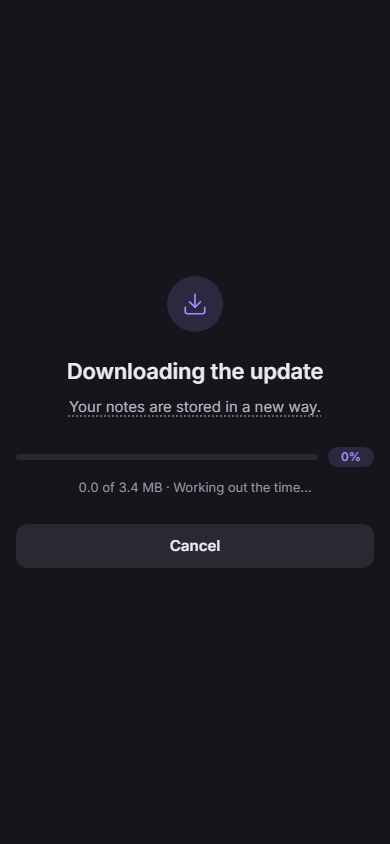 Downloading the update
Your notes are stored in a new way.
0%
0.0 of 3.4 MB · Working out the time…
Cancel